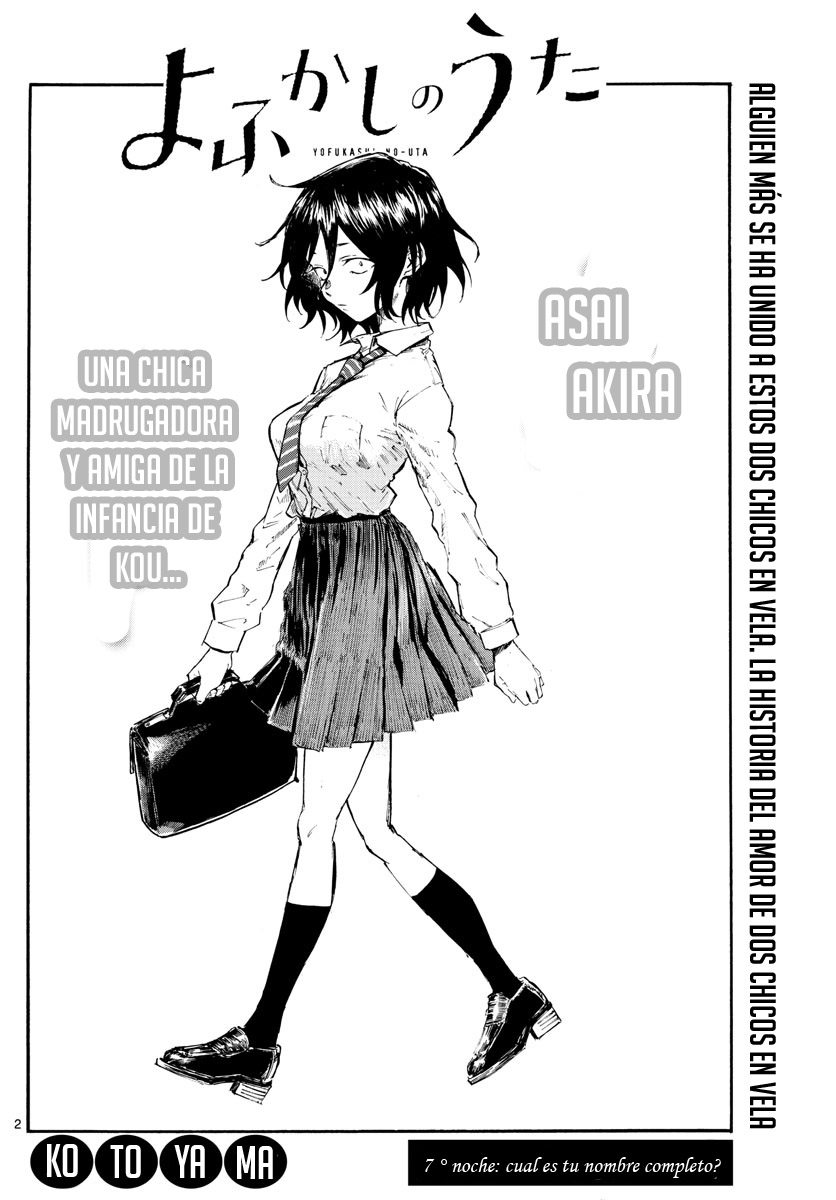 よふかしのうた
YOFUKASHI NO-UTA
ASAI
AKIRA
UNA CHICA
MADRUGADORA
Y AMIGA DE LA
INFANCIA DE
KOU...
ALGUIEN MÁS SE HA UNIDO A ESTOS DOS CHICOS EN VELA. LA HISTORIA DEL AMOR DE DOS CHICOS EN VELA
2
KO TO YA MA
7 ° noche: cual es tu nombre completo?